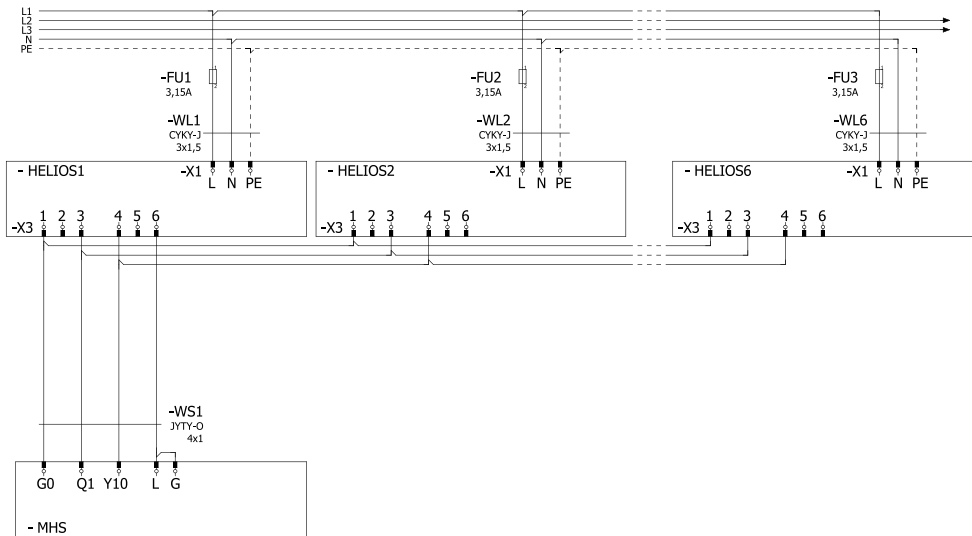 L1
L2
L3
N
PE
-FU1
3,15A
-FU2
3,15A
-FU3
3,15A
-WL1
CYKY-J
3x1,5
-WL2
CYKY-J
3x1,5
-WL6
CYKY-J
3x1,5
- HELIOS1
-X1
L N PE
- HELIOS2
-X1
L N PE
- HELIOS6
-X1
L N PE
-X3
1 2 3 4 5 6
-X3
1 2 3 4 5 6
-X3
1 2 3 4 5 6
-WS1
JYTY-O
4x1
G0 Q1 Y10 L G
- MHS